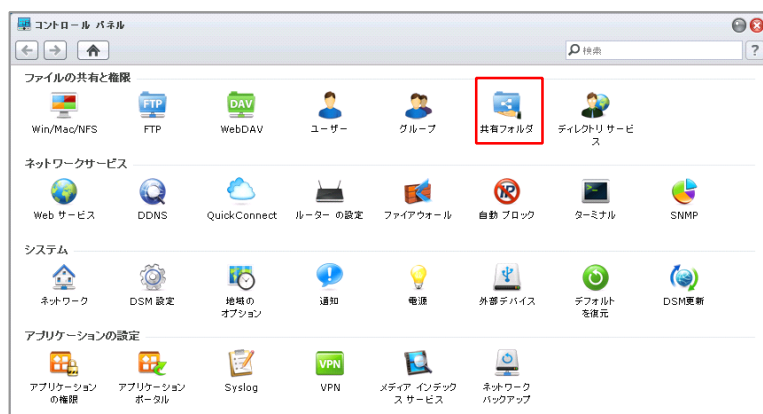 コントロール パネル
検索
?
ファイルの共有と権限
Win/Mac/NFS
FTP
FTP
DAV
WebDAV
ユーザー
グループ
共有フォルダ
ディレクトリ サービ
ス
ネットワークサービス
Web サービス
DDNS
QuickConnect
ルーター の設定
ファイアウォール
IP
自動 ブロック
ターミナル
SNMP
システム
ネットワーク
DSM 設定
地域の
オプション
通知
電源
外部デバイス
デフォルト
を復元
DSM更新
アプリケーションの設定
アプリケーション
の権限
アプリケーション
ポータル
Syslog
VPN
VPN
メディア インデック
ス サービス
ネットワーク
バックアップ